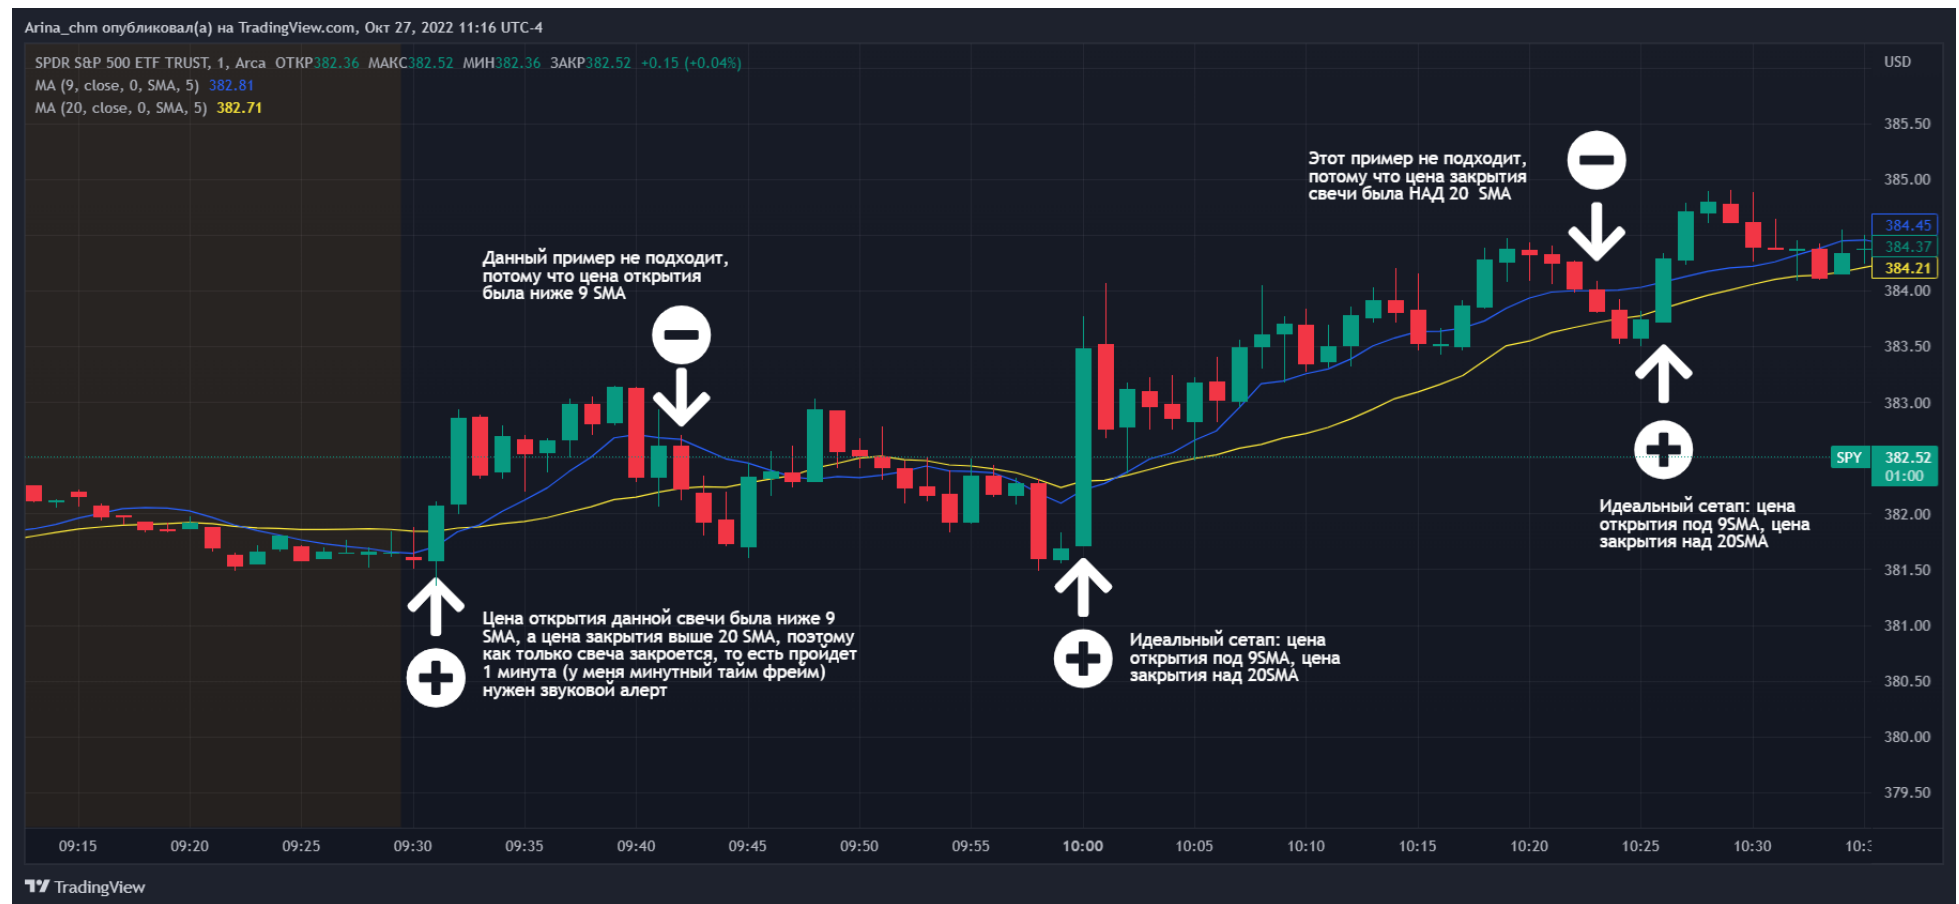 Arina_chm опубликовал(а) на TradingView.com, Окт 27, 2022 11:16 UTC-4
SPDR S&P 500 ETF TRUST, 1, Arca ОТКР382.36 МАКС382.52 МИН382.36 ЗАКР382.52 +0.15 (+0.04%)
MA (9, close, 0, SMA, 5) 382.81
MA (20, close, 0, SMA, 5) 382.71
Данный пример не подходит,
потому что цена открытия
была ниже 9 SMA
Этот пример не подходит,
потому что цена закрытия
свечи была НАД 20 SMA
Цена открытия данной свечи была ниже 9
SMA, а цена закрытия выше 20 SMA, поэтому
как только свеча закроется, то есть пройдет
1 минута (у меня минутный тайм фрейм)
нужен звуковой алерт
Идеальный сетап: цена
открытия под 9SMA, цена
закрытия над 20SMA
Идеальный сетап: цена
открытия под 9SMA, цена
закрытия над 20SMA
USD
385.50
385.00
384.45
384.37
384.21
384.00
383.50
383.00
SPY 382.52
01:00
382.00
381.50
381.00
380.50
380.00
379.50
09:15 09:20 09:25 09:30 09:35 09:40 09:45 09:50 09:55 10:00 10:05 10:10 10:15 10:20 10:25 10:30
TradingView